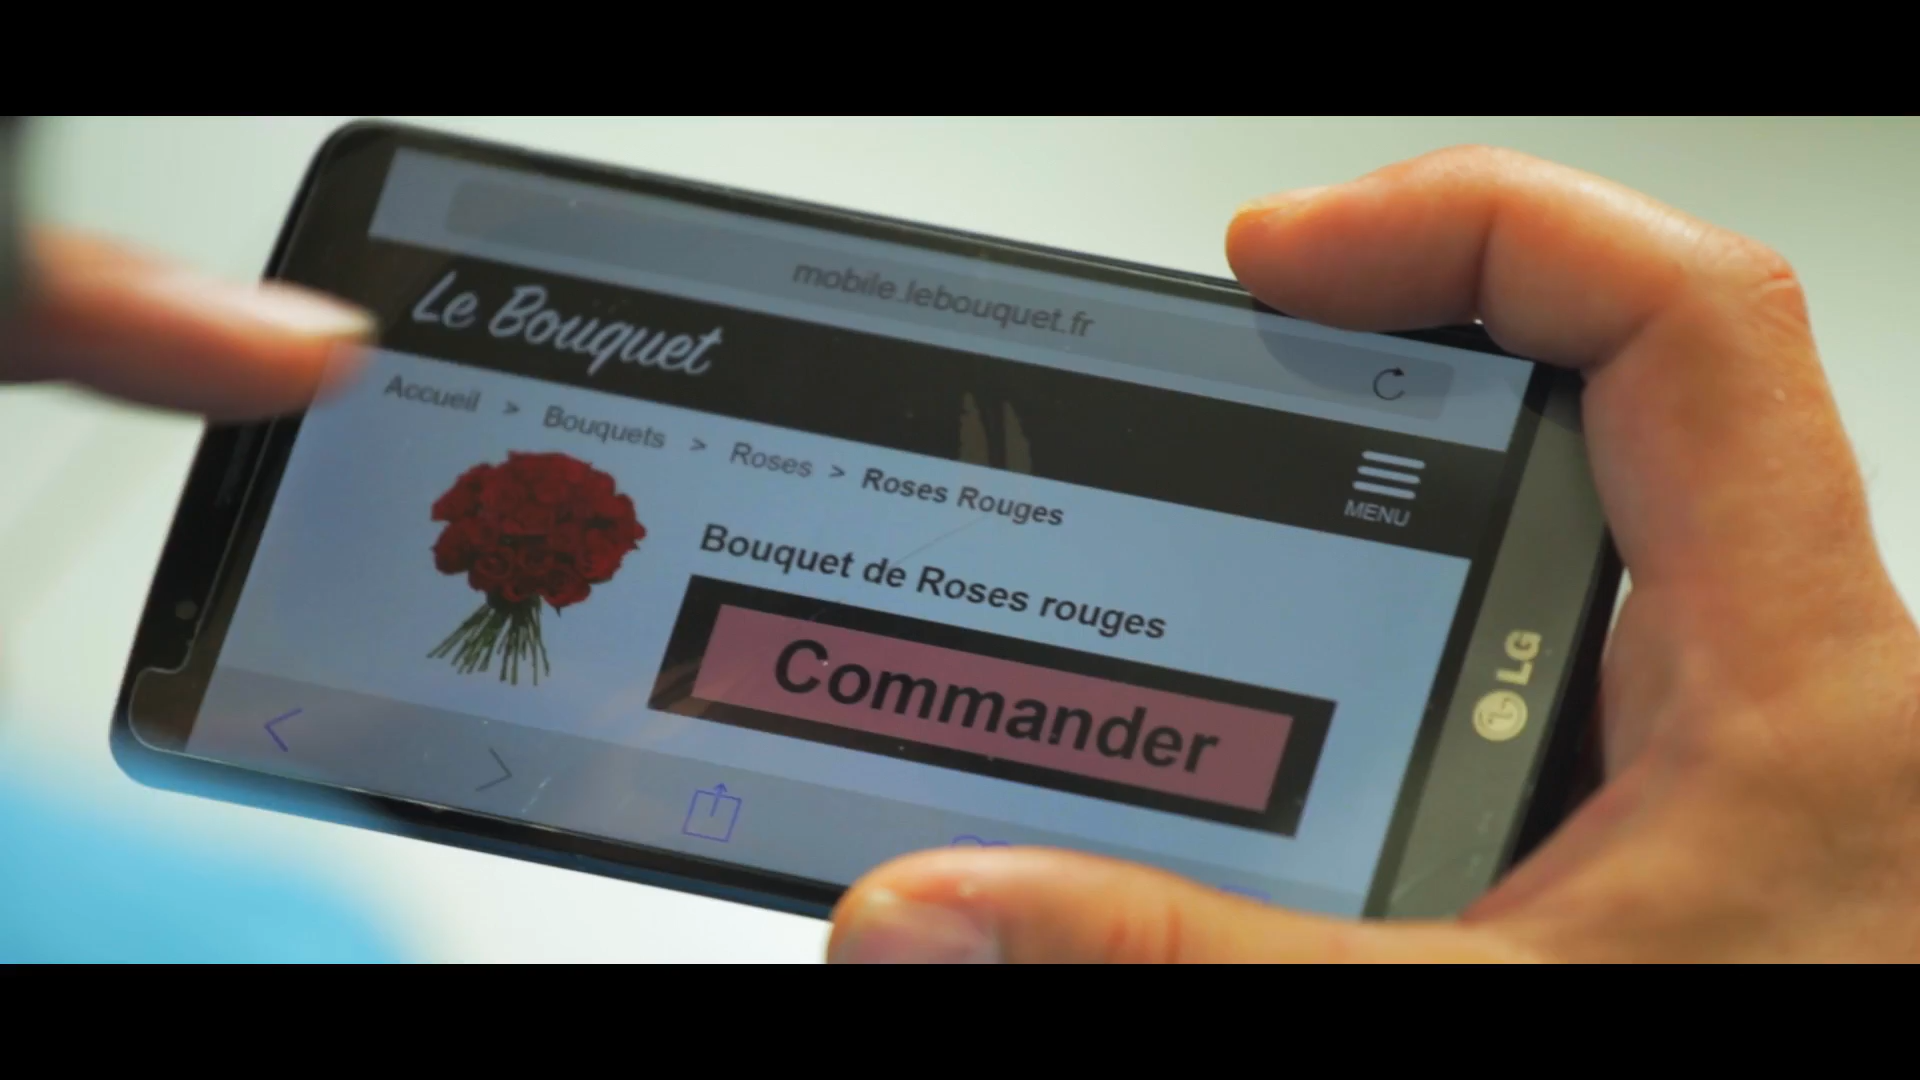 mobile.lebouquet.fr
Le Bouquet
MENU
Accueil > Bouquets > Roses > Roses Rouges
Bouquet de Roses rouges
Commander
LG